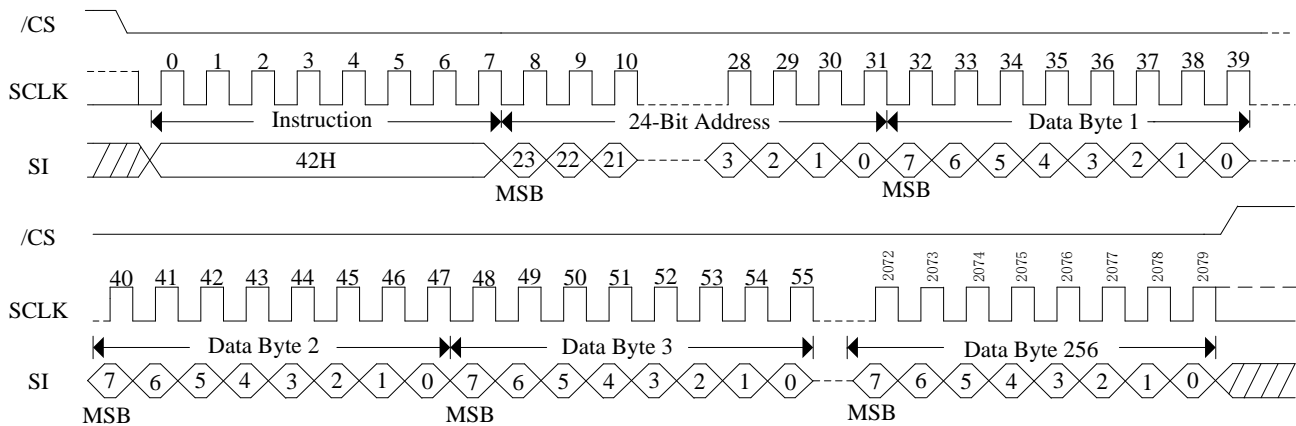 /CS
0 1 2 3 4 5 6 7 8 9 10 28 29 30 31 32 33 34 35 36 37 38 39
SCLK
Instruction 24-Bit Address Data Byte 1
SI 42H 23 22 21 3 2 1 0 7 6 5 4 3 2 1 0
MSB MSB
/CS
40 41 42 43 44 45 46 47 48 49 50 51 52 53 54 55 2072 2073 2074 2075 2076 2077 2078 2079
SCLK
Data Byte 2 Data Byte 3 Data Byte 256
SI 7 6 5 4 3 2 1 0 7 6 5 4 3 2 1 0 7 6 5 4 3 2 1 0
MSB MSB MSB